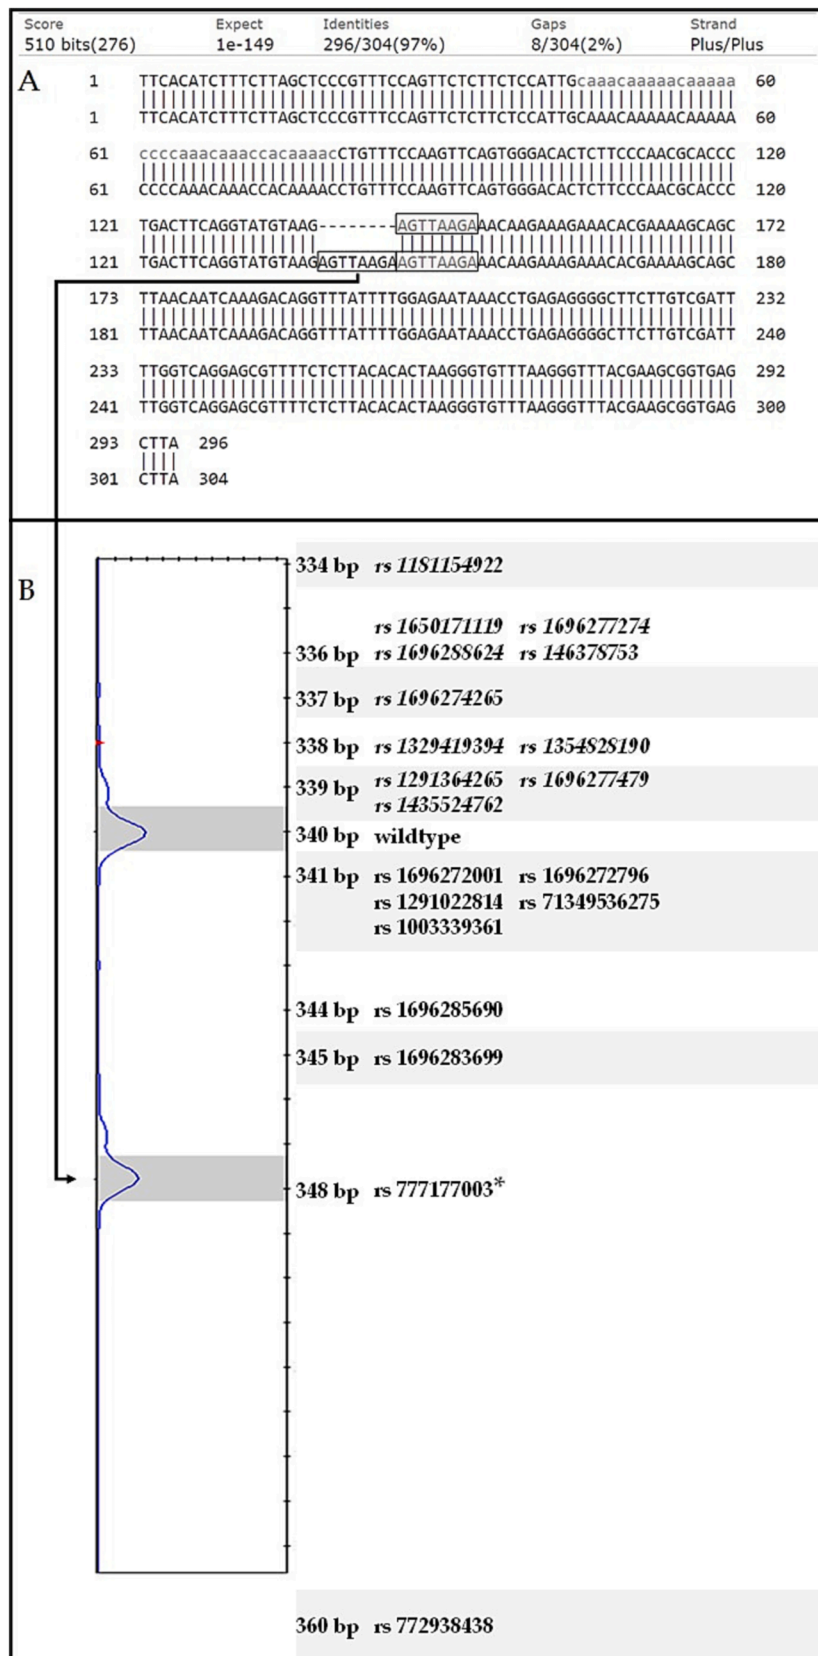 Score Expect Identities Gaps Strand
510 bits(276) 1e-149 296/304(97%) 8/304(2%) Plus/Plus
A
1 TTCACATCTTTCTTAGCTCCCGTTTCCAGTTCTCTTCTCCATTGcaaacaaaaacaaaaa 60
1 TTCACATCTTTCTTAGCTCCCGTTTCCAGTTCTCTTCTCCATTGCAAACAAAAACAAAAA 60
61 ccccaaacaaaccacaaaacCTGTTTCCAAGTTCAGTGGGACACTCTTCCCAACGCACCC 120
61 CCCCAAACAAACCACAAAACCTGTTTCCAAGTTCAGTGGGACACTCTTCCCAACGCACCC 120
121 TGACTTCAGGTATGTAAG--------AGTTAAGAAACAAGAAAGAAACACGAAAAGCAGC 172
121 TGACTTCAGGTATGTAAGAGTTAAGAAGTTAAGAAACAAGAAAGAAACACGAAAAGCAGC 180
173 TTAACAATCAAAGACAGGTTTATTTTGGAGAATAAACCTGAGAGGGGCTTCTTGTCGATT 232
181 TTAACAATCAAAGACAGGTTTATTTTGGAGAATAAACCTGAGAGGGGCTTCTTGTCGATT 240
233 TTGGTCAGGAGCGTTTTCTCTTACACACTAAGGGTGTTTAAGGGTTTACGAAGCGGTGAG 292
241 TTGGTCAGGAGCGTTTTCTCTTACACACTAAGGGTGTTTAAGGGTTTACGAAGCGGTGAG 300
293 CTTA 296
301 CTTA 304
B
334 bp rs 1181154922
rs 1650171119 rs 1696277274
336 bp rs 1696288624 rs 146378753
337 bp rs 1696274265
338 bp rs 1329419394 rs 1354828190
339 bp rs 1291364265 rs 1696277479
rs 1435524762
340 bp wildtype
341 bp rs 1696272001 rs 1696272796
rs 1291022814 rs 71349536275
rs 1003339361
344 bp rs 1696285690
345 bp rs 1696283699
348 bp rs 777177003*
360 bp rs 772938438